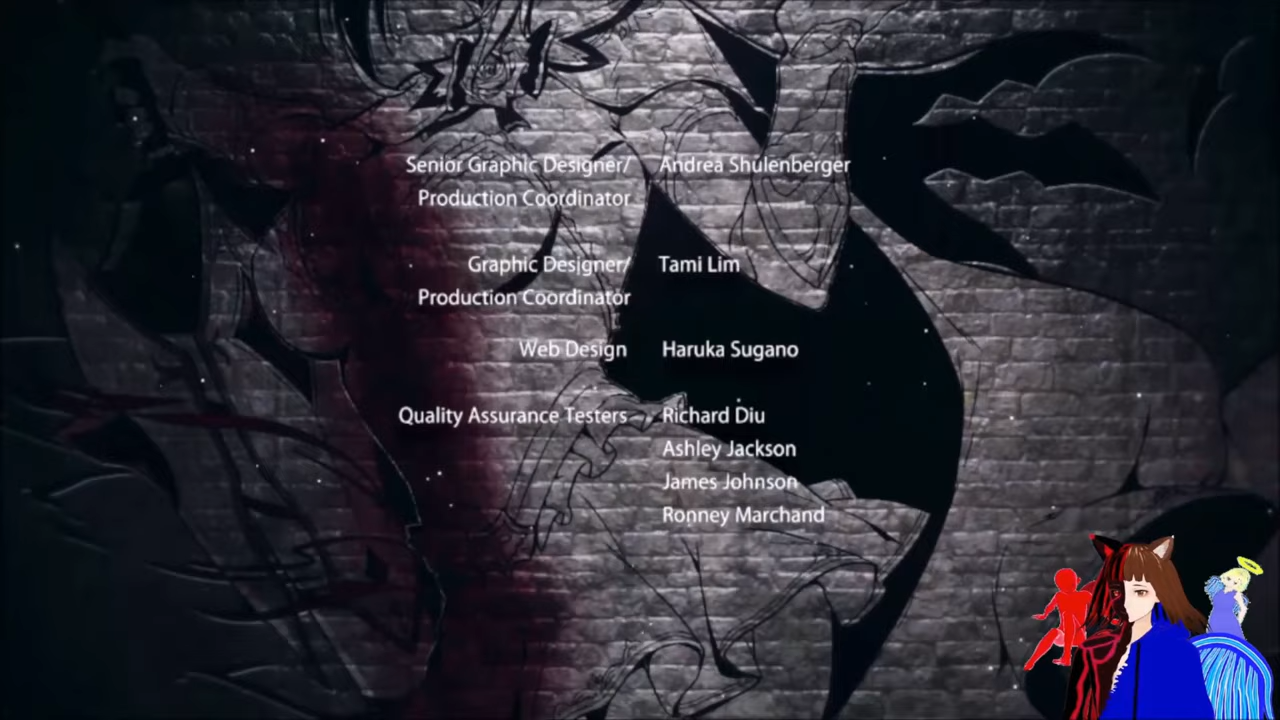 Senior Graphic Designer/ Andrea Shulenberger
Production Coordinator
Graphic Designer/ Tami Lim
Production Coordinator
Web Design Haruka Sugano
Quality Assurance Testers Richard Diu
Ashley Jackson
James Johnson
Ronney Marchand